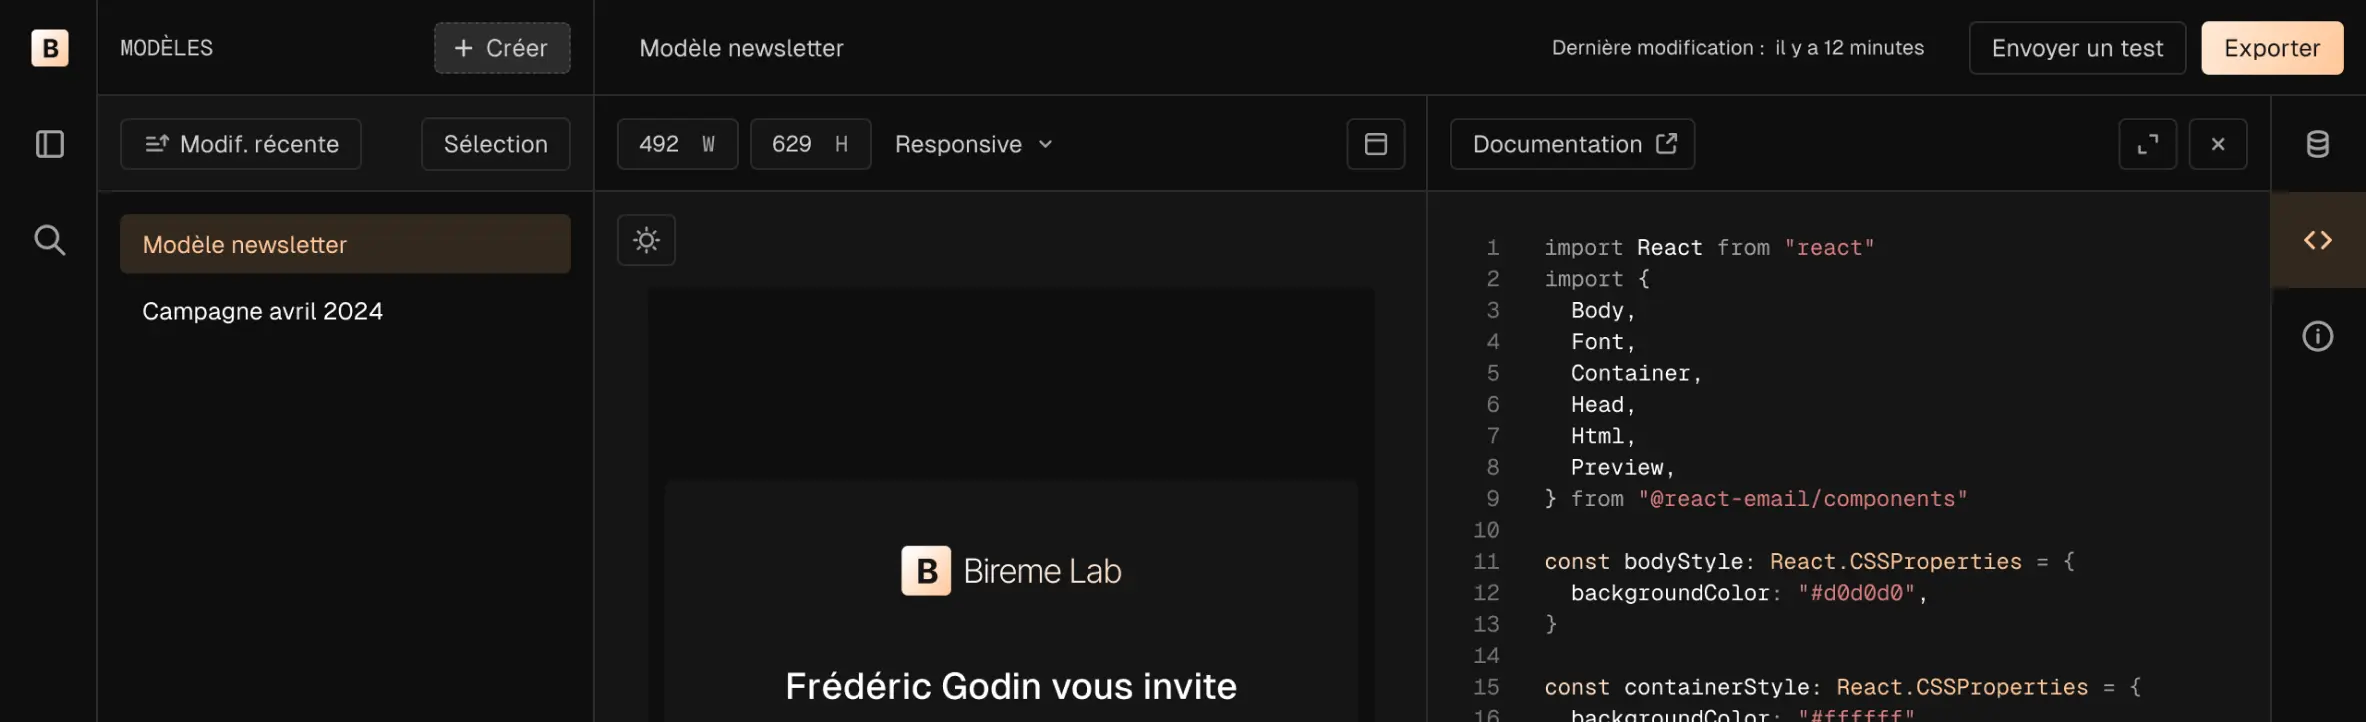 B
MODÈLES
+ Créer
Modèle newsletter
Dernière modification : il y a 12 minutes
Envoyer un test
Exporter
Modif. récente
Sélection
492 W
629 H
Responsive
Documentation
Modèle newsletter
Campagne avril 2024
B Bireme Lab
Frédéric Godin vous invite
1 import React from "react"
2 import {
3 Body,
4 Font,
5 Container,
6 Head,
7 Html,
8 Preview,
9 } from "@react-email/components"
10
11 const bodyStyle: React.CSSProperties = {
12 backgroundColor: "#d0d0d0",
13 }
14
15 const containerStyle: React.CSSProperties = {
16 backgroundColor: "#ffffff"